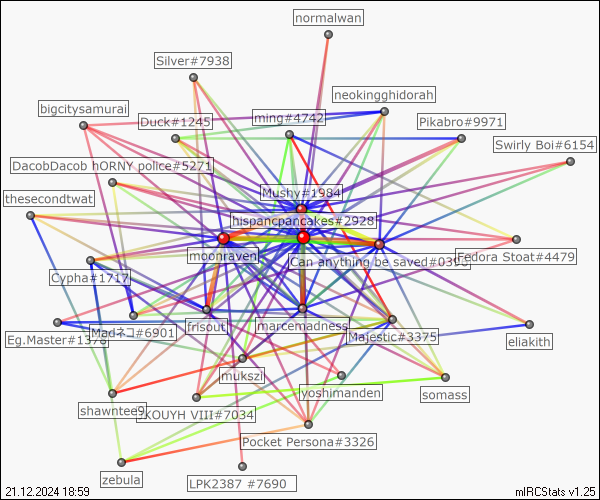 normalwan
Silver#7938
neokingghidorah
bigcitysamurai
Duck#1245
ming#4742
Pikabro#9971
Swirly Boi#6154
DacobDacob hORNY police#5271
Mushy#1984
thesecondtwat
hispancpancakes#2928
moonraven
Can anything be saved#0396
Fedora Stoat#4479
Cypha#1717
Eg.Master#1378
Madネコ#6901
frisout
marcemadness
Majestic#3375
eliakith
mukszi
yoshimanden
somass
shawntee9
XOUYH VIII#7034
Pocket Persona#3326
zebula
LPK2387 #7690
21.12.2024 18:59
mIRCStats v1.25